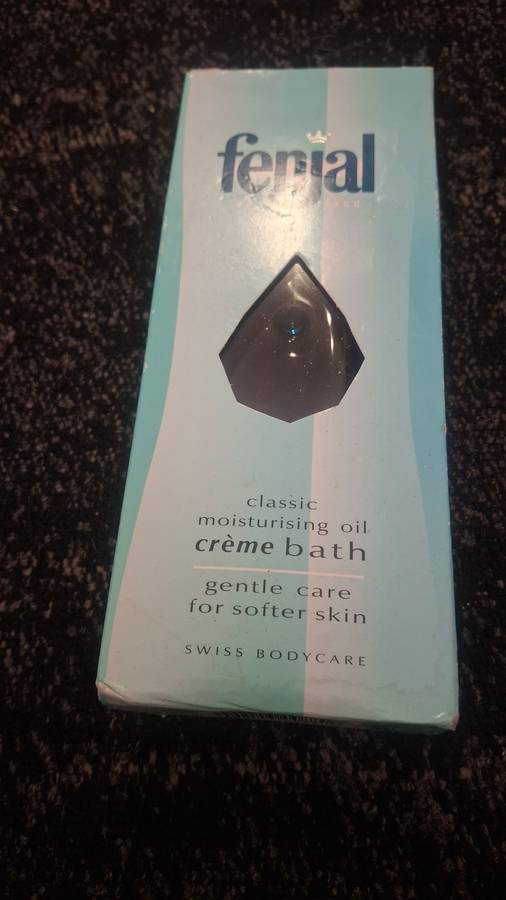 fenjal
classic
moisturising oil
crème bath
gentle care
for softer skin
SWISS BODYCARE